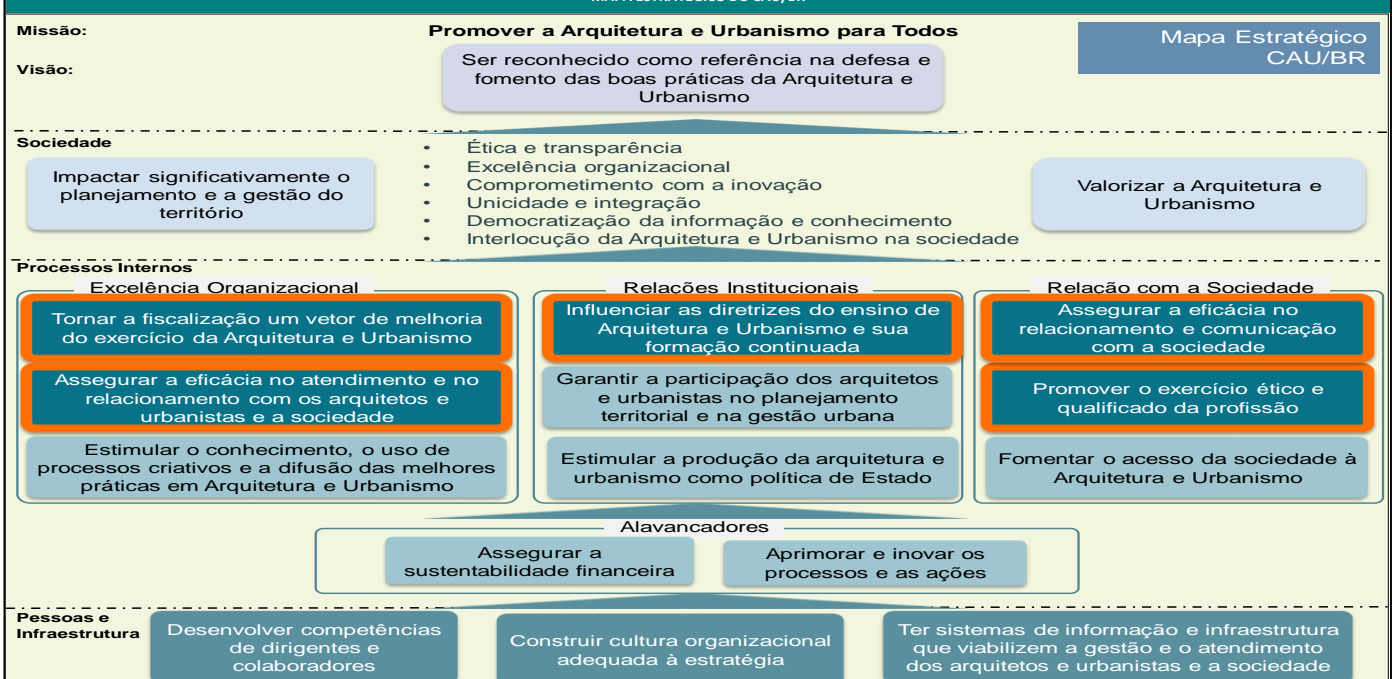 MAPA ESTRATÉGICO DO CAU/BR
Missão:
Promover a Arquitetura e Urbanismo para Todos
Mapa Estratégico
CAU/BR
Visão:
Ser reconhecido como referência na defesa e
fomento das boas práticas da Arquitetura e
Urbanismo
Sociedade
Impactar significativamente o
planejamento e a gestão do
território
• Ética e transparência
• Excelência organizacional
• Comprometimento com a inovação
• Unicidade e integração
• Democratização da informação e conhecimento
• Interlocução da Arquitetura e Urbanismo na sociedade
Valorizar a Arquitetura e
Urbanismo
Processos Internos
Excelência Organizacional
Tornar a fiscalização um vetor de melhoria
do exercício da Arquitetura e Urbanismo
Assegurar a eficácia no atendimento e no
relacionamento com os arquitetos e
urbanistas e a sociedade
Estimular o conhecimento, o uso de
processos criativos e a difusão das melhores
práticas em Arquitetura e Urbanismo
Relações Institucionais
Influenciar as diretrizes do ensino de
Arquitetura e Urbanismo e sua
formação continuada
Garantir a participação dos arquitetos
e urbanistas no planejamento
territorial e na gestão urbana
Estimular a produção da arquitetura e
urbanismo como política de Estado
Relação com a Sociedade
Assegurar a eficácia no
relacionamento e comunicação
com a sociedade
Promover o exercício ético e
qualificado da profissão
Fomentar o acesso da sociedade à
Arquitetura e Urbanismo
Alavancadores
Assegurar a
sustentabilidade financeira
Aprimorar e inovar os
processos e as ações
Pessoas e
Infraestrutura
Desenvolver competências
de dirigentes e
colaboradores
Construir cultura organizacional
adequada à estratégia
Ter sistemas de informação e infraestrutura
que viabilizem a gestão e o atendimento
dos arquitetos e urbanistas e a sociedade